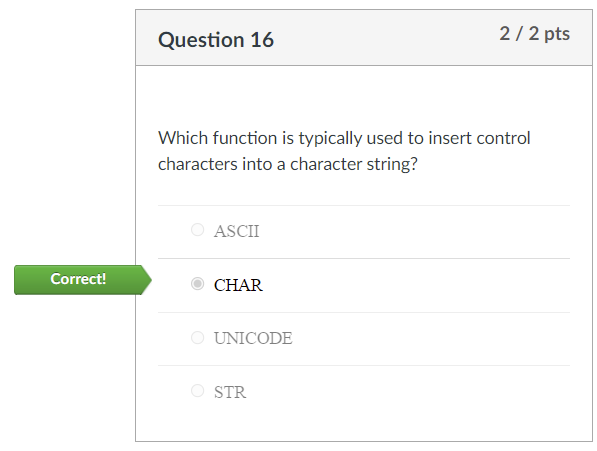 Question 16
2 / 2 pts
Which function is typically used to insert control
characters into a character string?
ASCII
Correct!
CHAR
UNICODE
STR